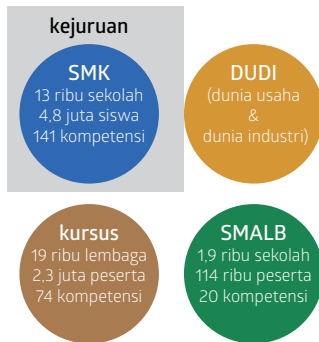 kejuruan
SMK
13 ribu sekolah
4,8 juta siswa
141 kompetensi
DUDI
(dunia usaha
&
dunia industri)
kursus
19 ribu lembaga
2,3 juta peserta
74 kompetensi
SMALB
1,9 ribu sekolah
114 ribu peserta
20 kompetensi